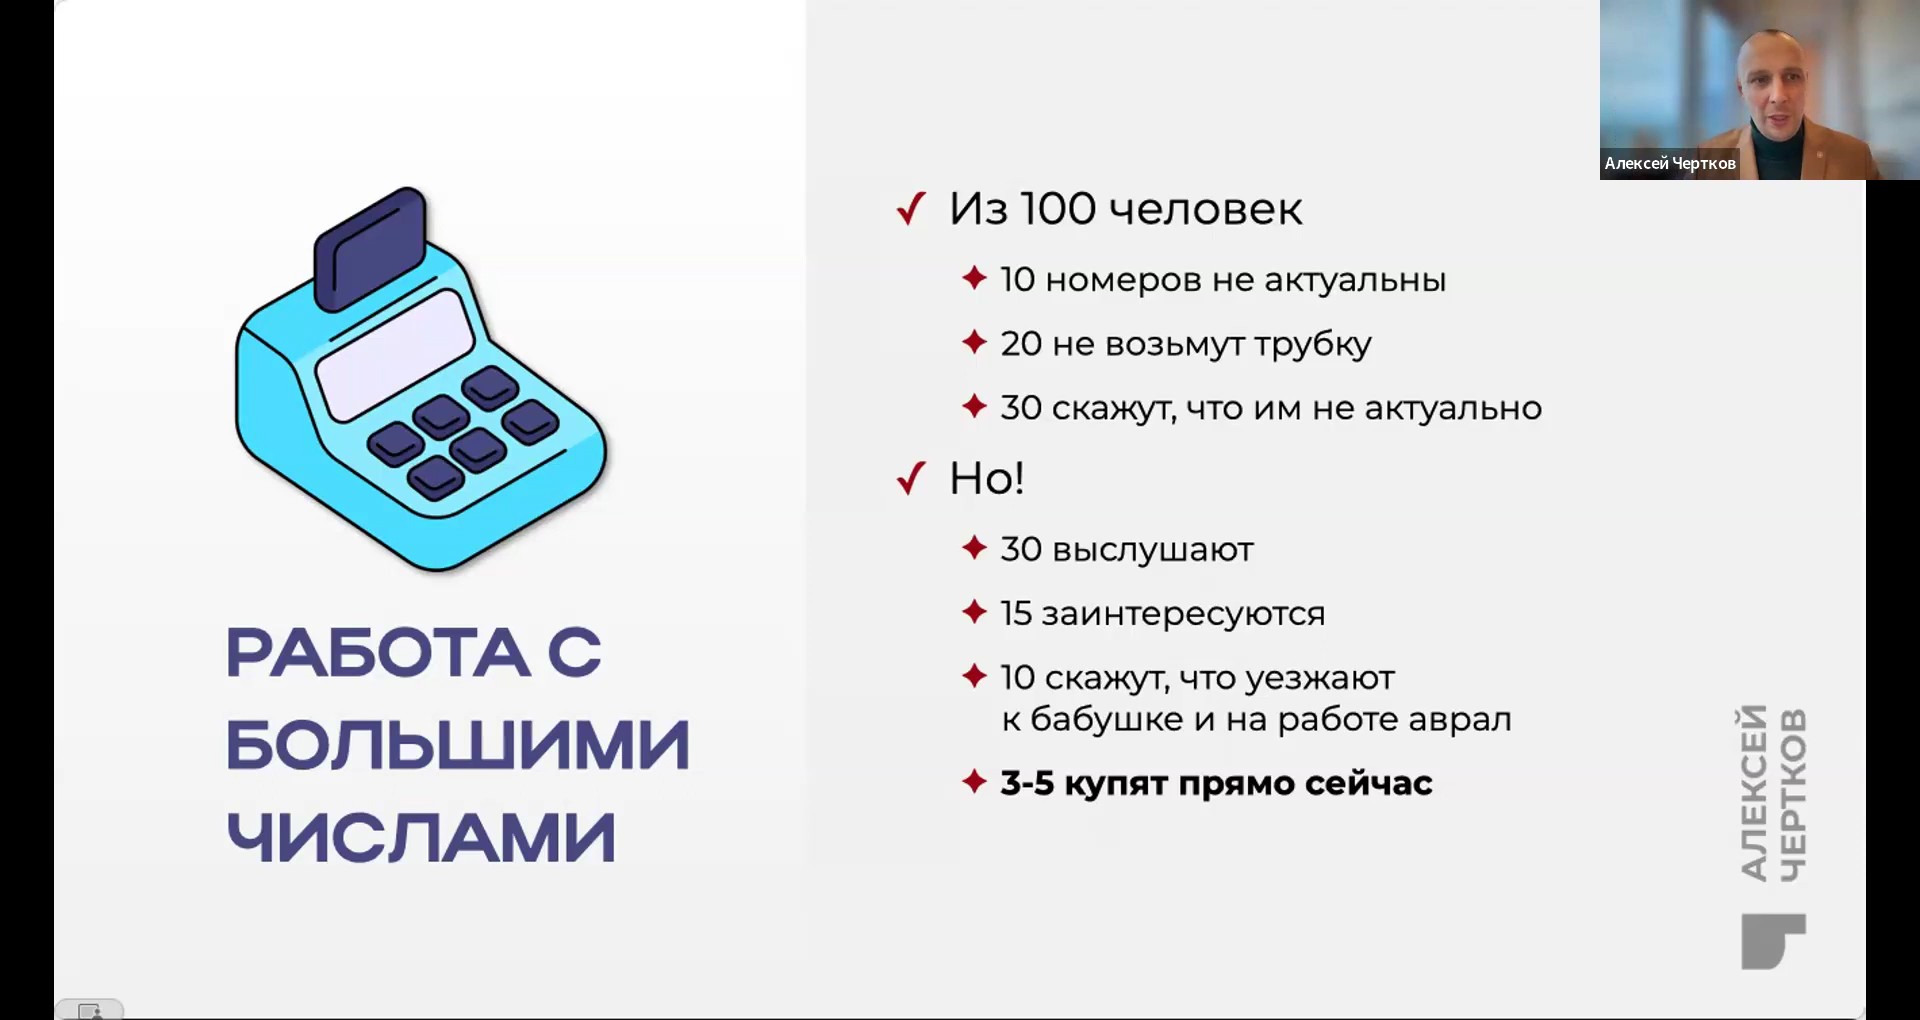 Алексей Чертков
Из 100 человек
10 номеров не актуальны
20 не возьмут трубку
30 скажут, что им не актуально
Но!
30 выслушают
15 заинтересуются
10 скажут, что уезжают
к бабушке и на работе аврал
3-5 купят прямо сейчас
РАБОТА С
БОЛЬШИМИ
ЧИСЛАМИ
АЛЕКСЕЙ
ЧЕРТКОВ